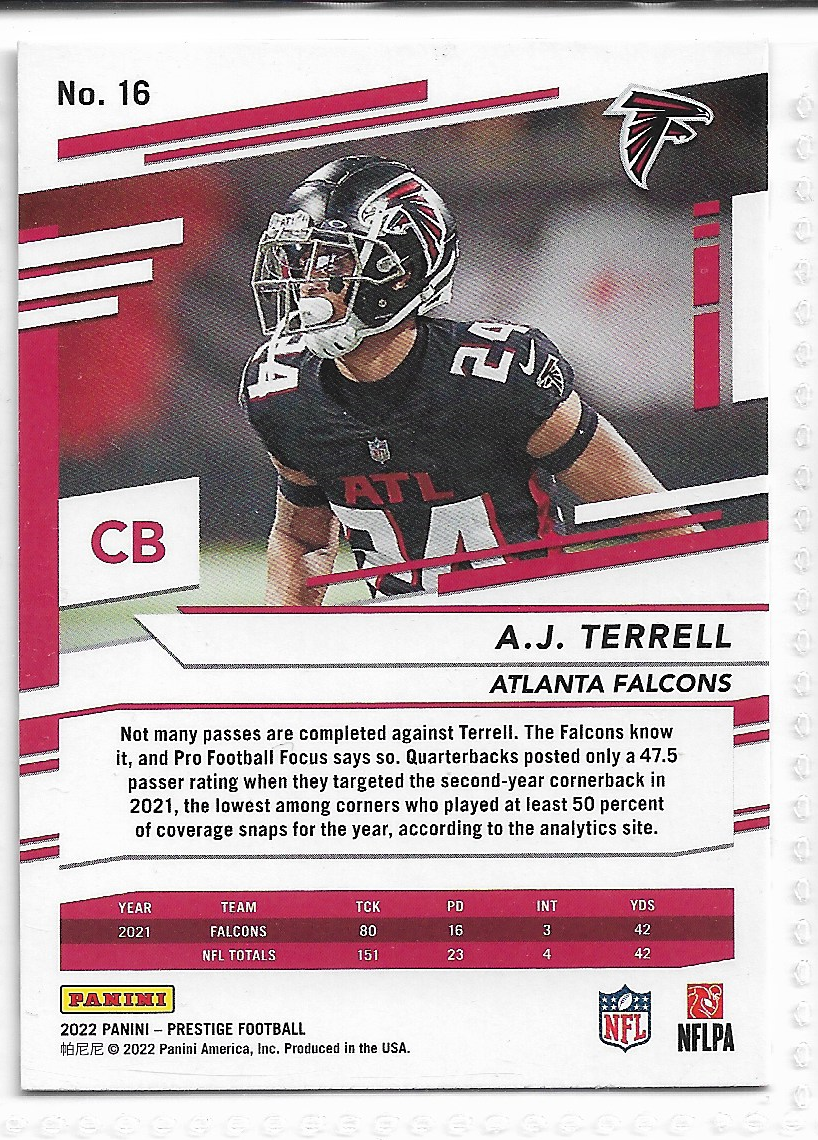 No. 16
24
24
ATL
24
CB
A.J. TERRELL
ATLANTA FALCONS
Not many passes are completed against Terrell. The Falcons know
it, and Pro Football Focus says so. Quarterbacks posted only a 47.5
passer rating when they targeted the second-year cornerback in
2021, the lowest among corners who played at least 50 percent
of coverage snaps for the year, according to the analytics site.
YEAR TEAM TCK PD INT YDS
2021 FALCONS 80 16 3 42
NFL TOTALS 151 23 4 42
PANINI
2022 PANINI – PRESTIGE FOOTBALL
帕尼尼 © 2022 Panini America, Inc. Produced in the USA.
NFL
NFLPA